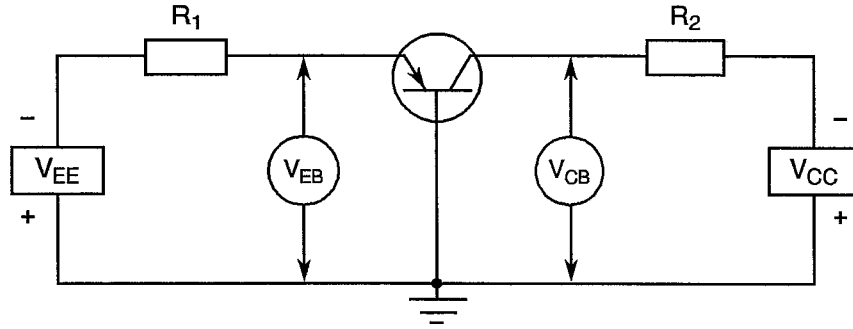 R1 R2
− −
VEE VEB VCB VCC
+ +